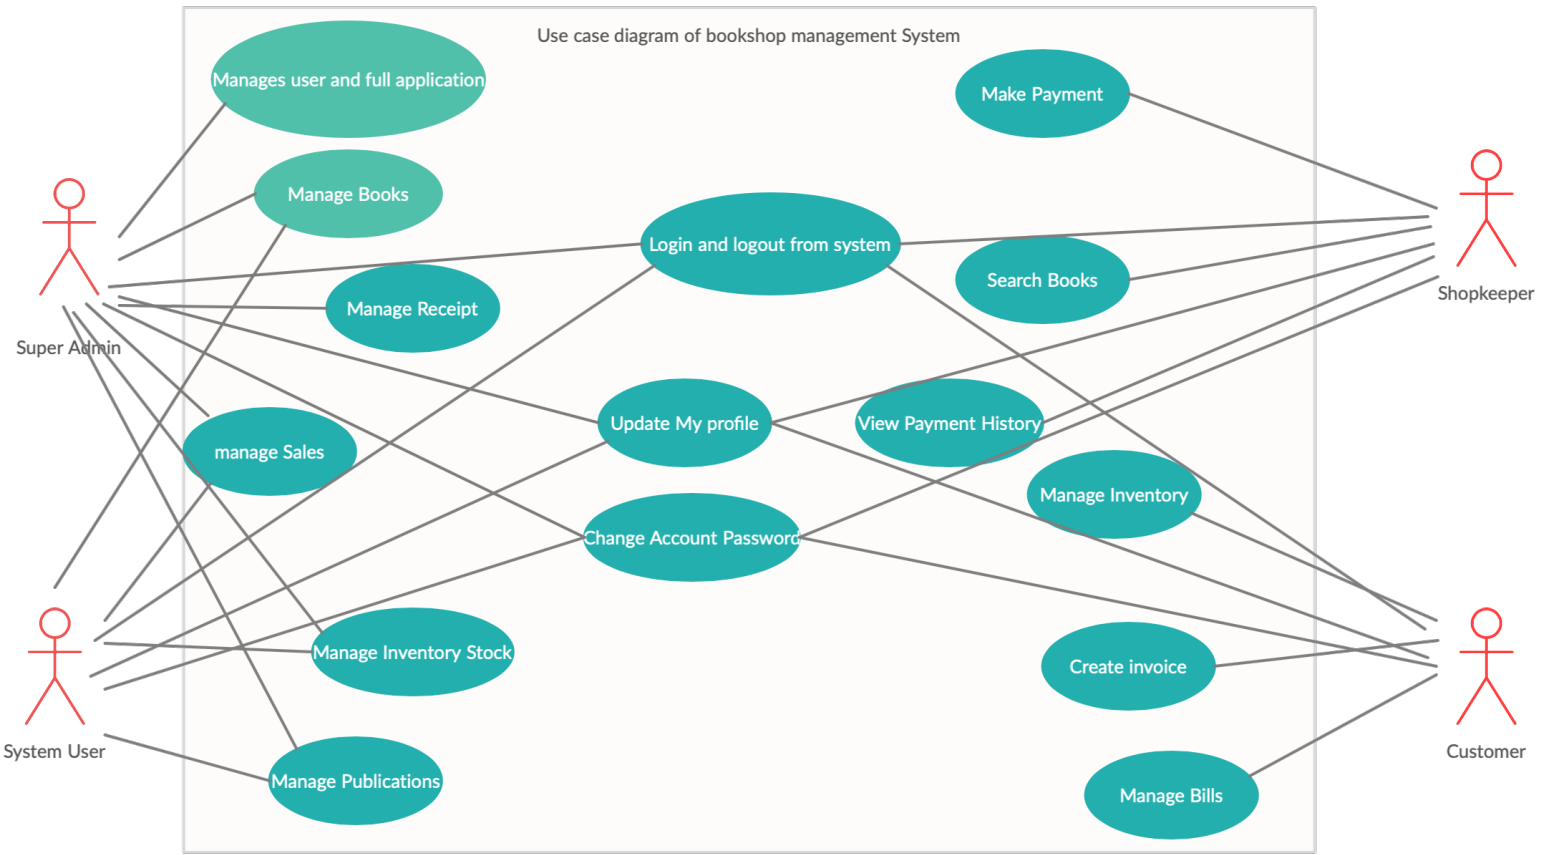 Use case diagram of bookshop management System
Manages user and full application
Make Payment
Manage Books
Login and logout from system
Search Books
Shopkeeper
Manage Receipt
Super Admin
Update My profile
View Payment History
manage Sales
Manage Inventory
Change Account Password
Manage Inventory Stock
Create invoice
System User
Customer
Manage Publications
Manage Bills